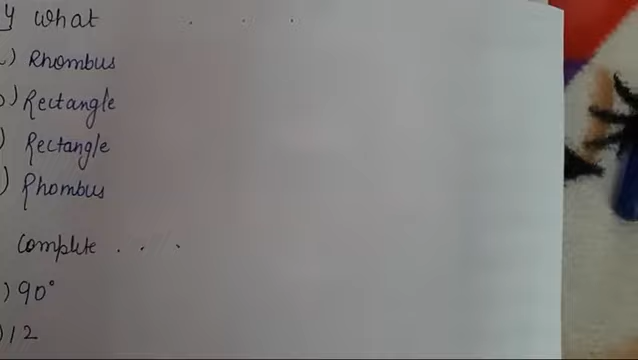 y what . . .
) Rhombus
) Rectangle
) Rectangle
) Rhombus
Complete . . . .
) 90°
) 12